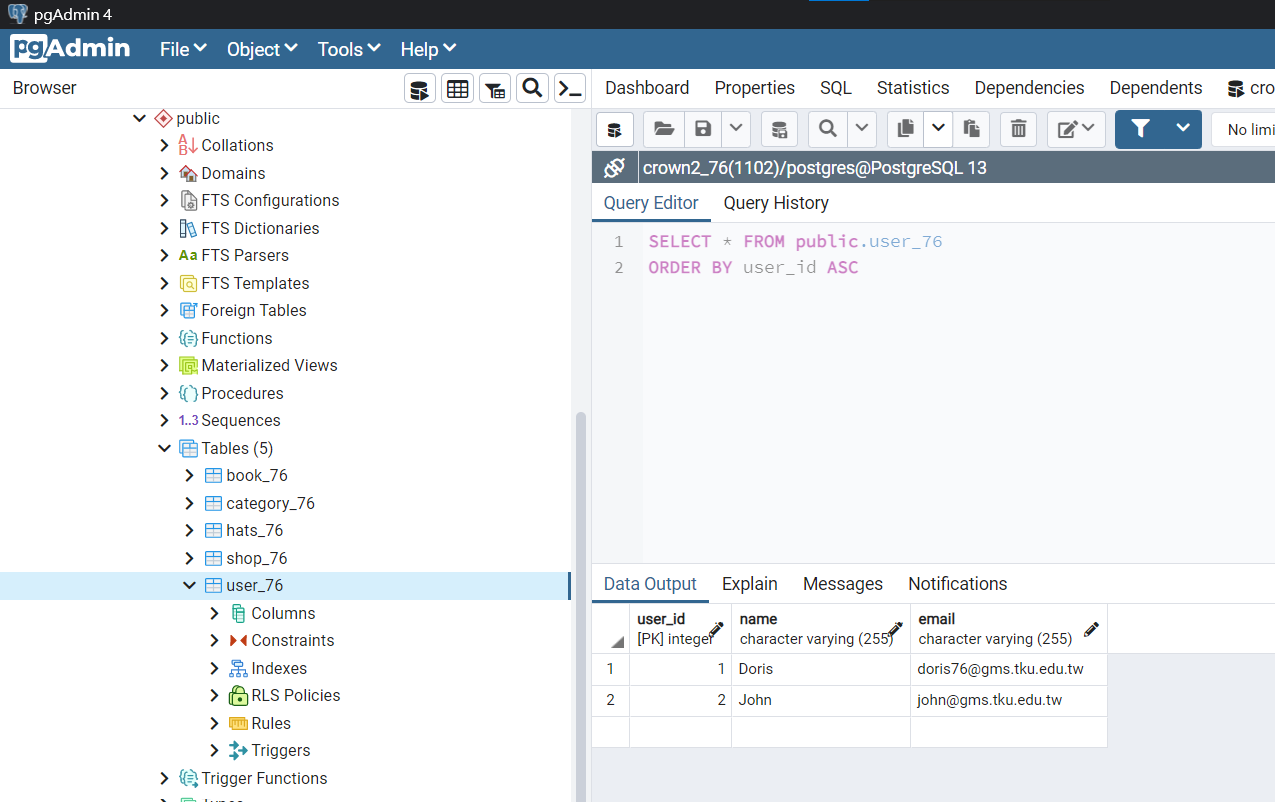 pgAdmin 4
pgAdmin File Object Tools Help
Browser
Dashboard Properties SQL Statistics Dependencies Dependents cro
public
Collations
Domains
FTS Configurations
FTS Dictionaries
Aa FTS Parsers
FTS Templates
Foreign Tables
Functions
Materialized Views
Procedures
1..3 Sequences
Tables (5)
book_76
category_76
hats_76
shop_76
user_76
Columns
Constraints
Indexes
RLS Policies
Rules
Triggers
Trigger Functions
Types
No limi
crown2_76(1102)/postgres@PostgreSQL 13
Query Editor Query History
1 SELECT * FROM public.user_76
2 ORDER BY user_id ASC
Data Output Explain Messages Notifications
user_id name email
[PK] integer character varying (255) character varying (255)
1 1 Doris doris76@gms.tku.edu.tw
2 2 John john@gms.tku.edu.tw